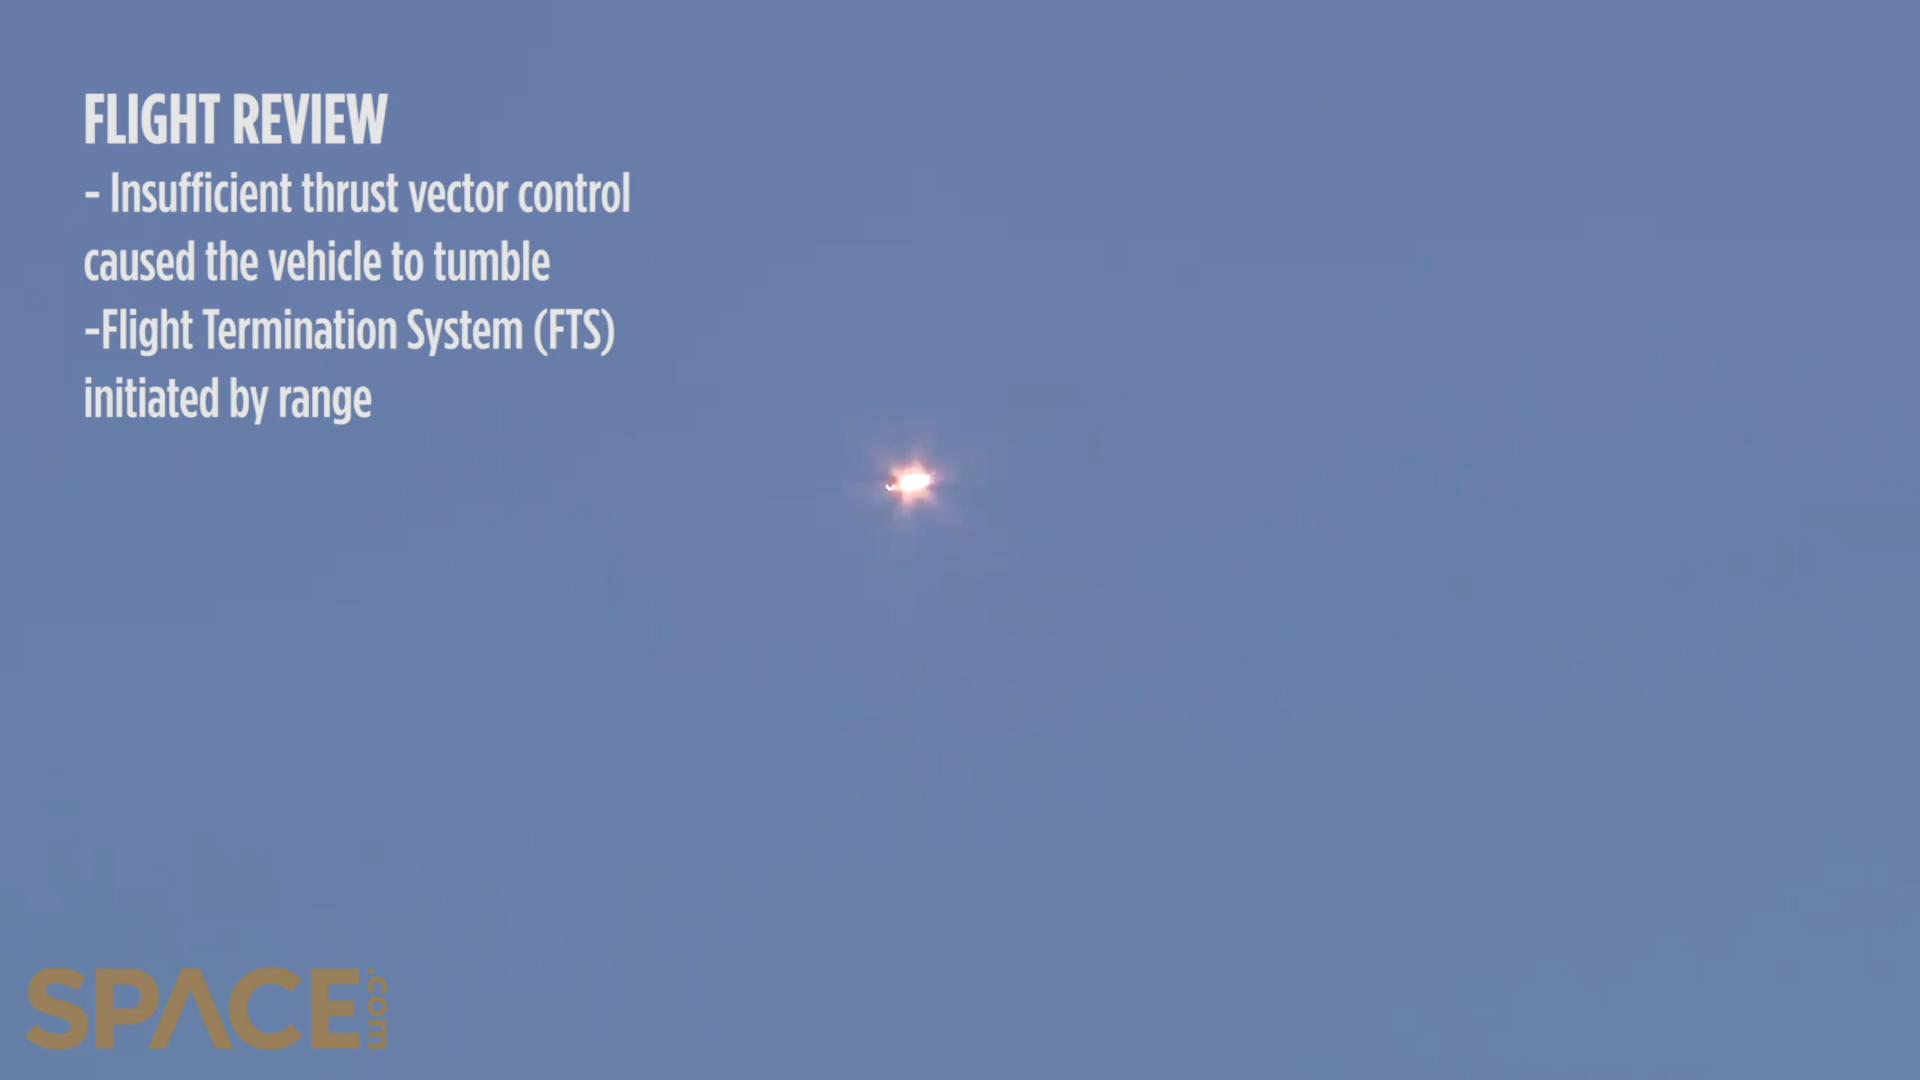 FLIGHT REVIEW
- Insufficient thrust vector control
caused the vehicle to tumble
-Flight Termination System (FTS)
initiated by range
SPACE.com